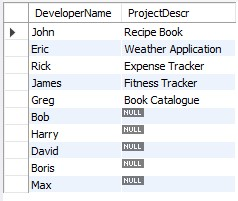 DeveloperName ProjectDescr
John Recipe Book
Eric Weather Application
Rick Expense Tracker
James Fitness Tracker
Greg Book Catalogue
Bob NULL
Harry NULL
David NULL
Boris NULL
Max NULL